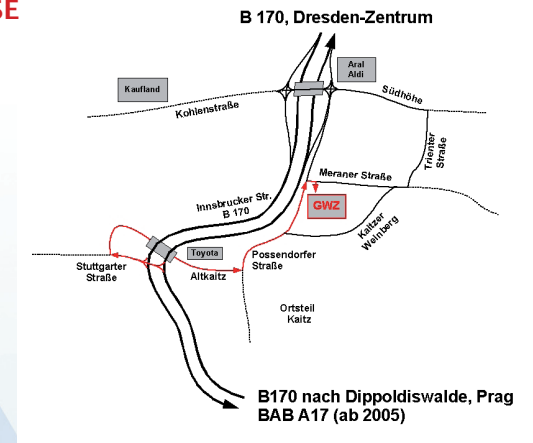 SE
B 170, Dresden-Zentrum
Aral
Aldi
Kaufland
Südhöhe
Kohlenstraße
Trienter
Straße
Meraner Straße
Innsbrucker Str.
B 170
GWZ
Kaitzer
Weinberg
Toyota
Possendorfer
Straße
Stuttgarter
Straße
Altkaitz
Ortsteil
Kaitz
B170 nach Dippoldiswalde, Prag
BAB A17 (ab 2005)